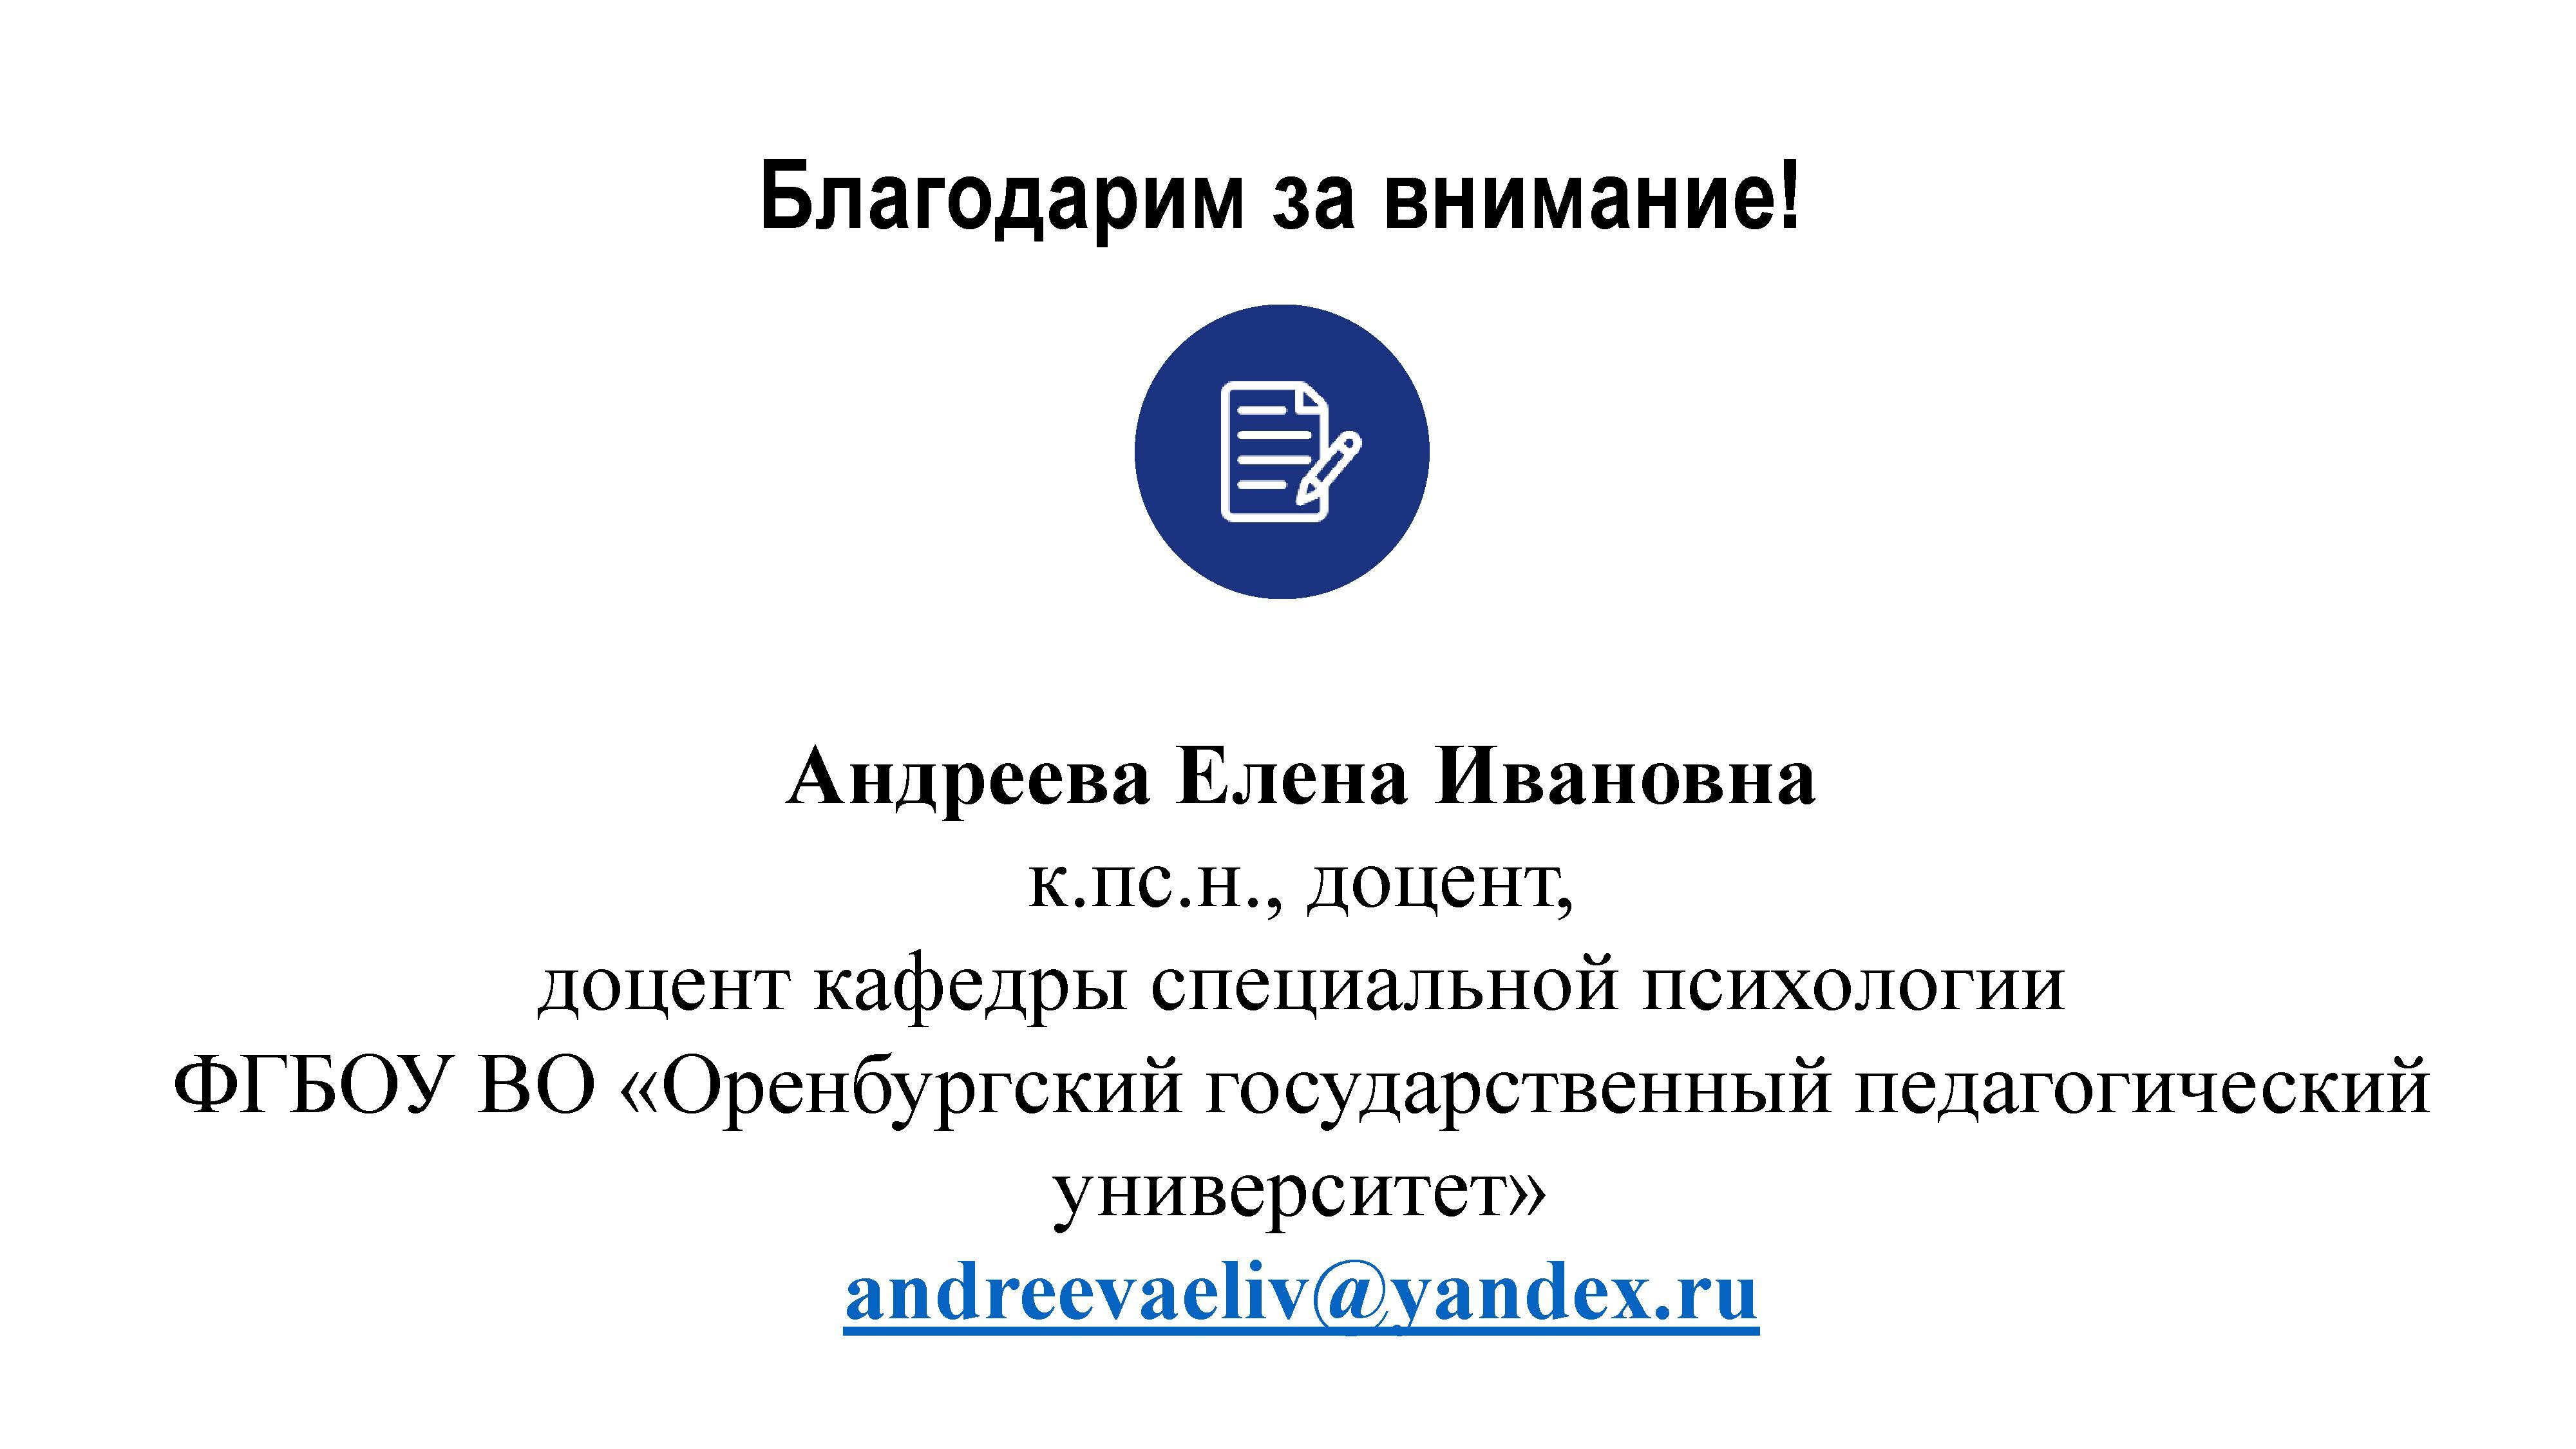 Благодарим за внимание!
Андреева Елена Ивановна
к.пс.н., доцент,
доцент кафедры специальной психологии
ФГБОУ ВО «Оренбургский государственный педагогический
университет»
andreevaeliv@yandex.ru